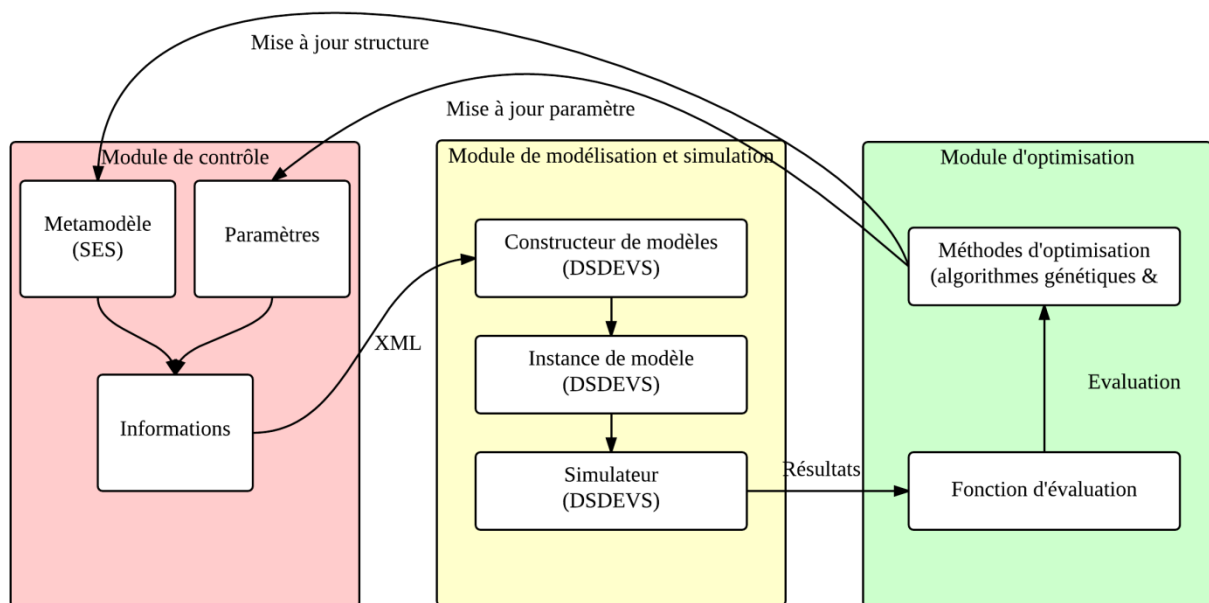 Mise à jour structure
Mise à jour paramètre
Module de contrôle
Metamodèle
(SES)
Paramètres
Informations
XML
Module de modélisation et simulation
Constructeur de modèles
(DSDEVS)
Instance de modèle
(DSDEVS)
Simulateur
(DSDEVS)
Résultats
Module d'optimisation
Méthodes d'optimisation
(algorithmes génétiques &
Evaluation
Fonction d'évaluation